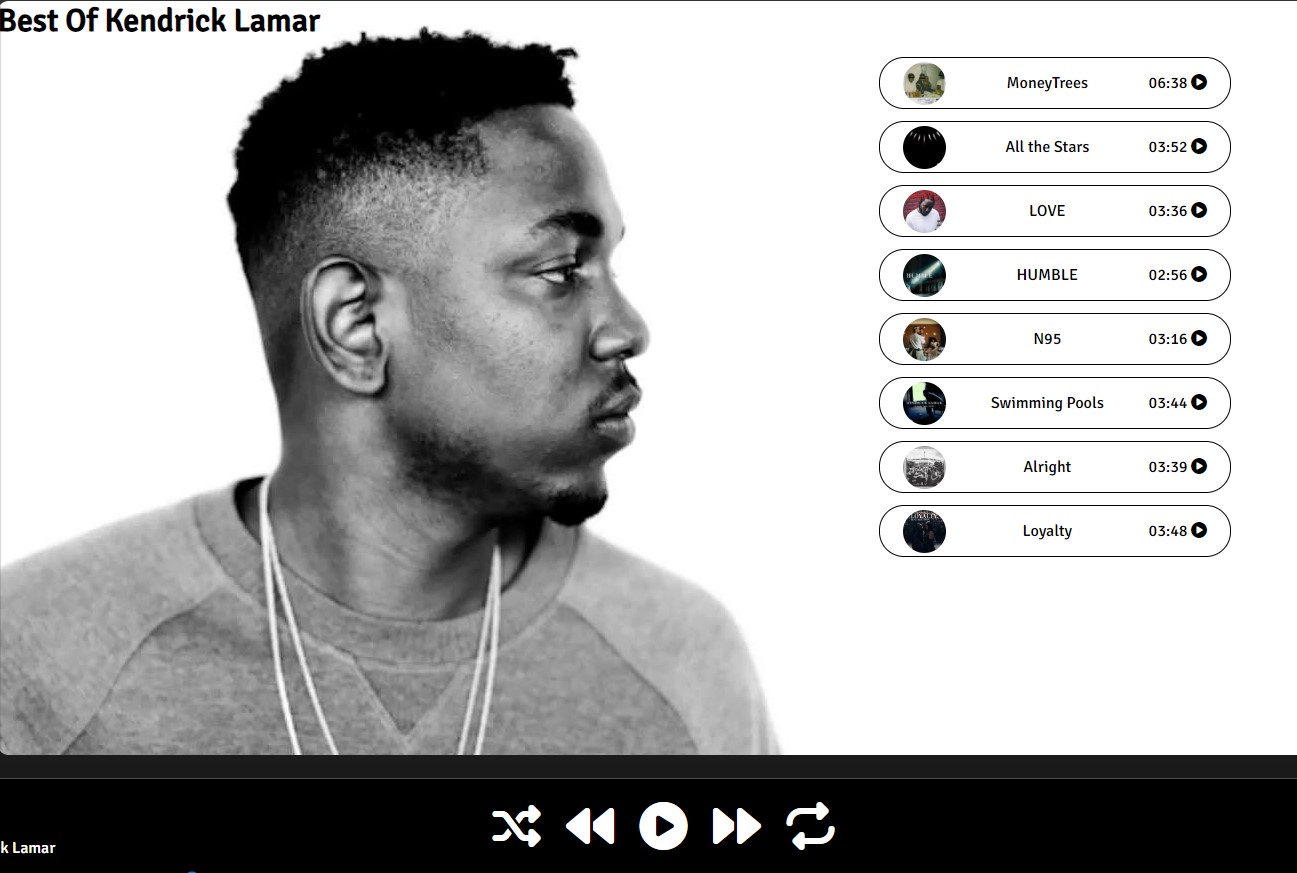 Best Of Kendrick Lamar
MoneyTrees 06:38
All the Stars 03:52
LOVE 03:36
HUMBLE 02:56
N95 03:16
Swimming Pools 03:44
Alright 03:39
Loyalty 03:48
k Lamar